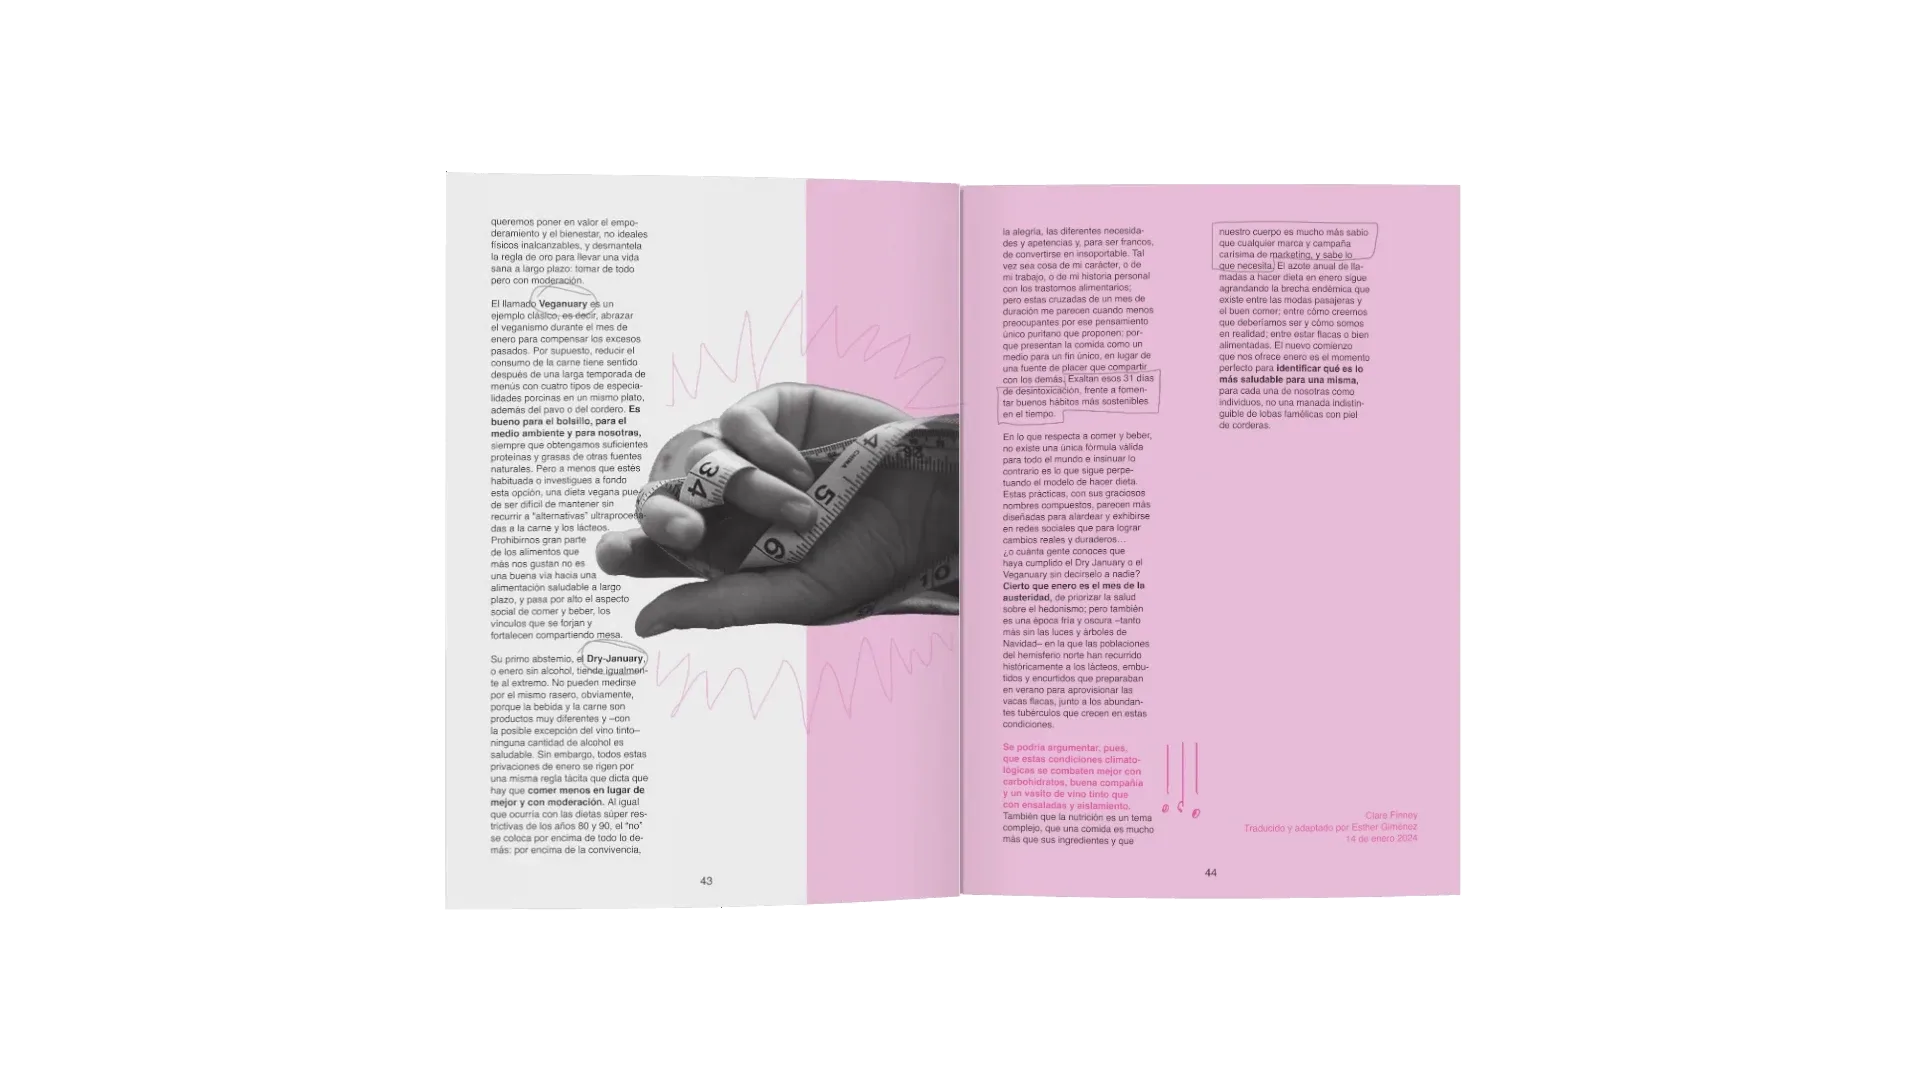 queremos poner en valor el empo-
deramiento y el bienestar, no ideales
físicos inalcanzables, y desmantela
la regla de oro para llevar una vida
sana a largo plazo: tomar de todo
pero con moderación.
El llamado Veganuary es un
ejemplo clásico, es decir, abrazar
el veganismo durante el mes de
enero para compensar los excesos
pasados. Por supuesto, reducir el
consumo de la carne tiene sentido
después de una larga temporada de
menús con cuatro tipos de especia-
lidades porcinas en un mismo plato,
además del pavo o del cordero. Es
bueno para el bolsillo, para el
medio ambiente y para nosotras,
siempre que obtengamos suficientes
proteínas y grasas de otras fuentes
naturales. Pero a menos que estés
habituada o investigues a fondo
esta opción, una dieta vegana pue-
de ser difícil de mantener sin
recurrir a "alternativas" ultraprocesa-
das a la carne y los lácteos.
Prohibirnos gran parte
de los alimentos que
más nos gustan no es
una buena vía hacia una
alimentación saludable a largo
plazo, y pasa por alto el aspecto
social de comer y beber, los
vínculos que se forjan y
fortalecen compartiendo mesa.
Su primo abstemio, el Dry-January,
o enero sin alcohol, tiende igualmen-
te al extremo. No pueden medirse
por el mismo rasero, obviamente,
porque la bebida y la carne son
productos muy diferentes y –con
la posible excepción del vino tinto–
ninguna cantidad de alcohol es
saludable. Sin embargo, todos estas
privaciones de enero se rigen por
una misma regla tácita que dicta que
hay que comer menos en lugar de
mejor y con moderación. Al igual
que ocurría con las dietas súper res-
trictivas de los años 80 y 90, el "no"
se coloca por encima de todo lo de-
más: por encima de la convivencia,
43
34
4
CHINA
5
6
10
la alegría, las diferentes necesida-
des y apetencias y, para ser francos,
de convertirse en insoportable. Tal
vez sea cosa de mi carácter, o de
mi trabajo, o de mi historia personal
con los trastornos alimentarios;
pero estas cruzadas de un mes de
duración me parecen cuando menos
preocupantes por ese pensamiento
único puritano que proponen: por-
que presentan la comida como un
medio para un fin único, en lugar de
una fuente de placer que compartir
con los demás. Exaltan esos 31 días
de desintoxicación, frente a fomen-
tar buenos hábitos más sostenibles
en el tiempo.
En lo que respecta a comer y beber,
no existe una única fórmula válida
para todo el mundo e insinuar lo
contrario es lo que sigue perpe-
tuando el modelo de hacer dieta.
Estas prácticas, con sus graciosos
nombres compuestos, parecen más
diseñadas para alardear y exhibirse
en redes sociales que para lograr
cambios reales y duraderos…
¿o cuánta gente conoces que
haya cumplido el Dry January o el
Veganuary sin decírselo a nadie?
Cierto que enero es el mes de la
austeridad, de priorizar la salud
sobre el hedonismo; pero también
es una época fría y oscura –tanto
más sin las luces y árboles de
Navidad– en la que las poblaciones
del hemisferio norte han recurrido
históricamente a los lácteos, embu-
tidos y encurtidos que preparaban
en verano para aprovisionar las
vacas flacas, junto a los abundan-
tes tubérculos que crecen en estas
condiciones.
Se podría argumentar, pues,
que estas condiciones climato-
lógicas se combaten mejor con
carbohidratos, buena compañía
y un vasito de vino tinto que
con ensaladas y aislamiento.
También que la nutrición es un tema
complejo, que una comida es mucho
más que sus ingredientes y que
!!!
nuestro cuerpo es mucho más sabio
que cualquier marca y campaña
carísima de marketing, y sabe lo
que necesita. El azote anual de lla-
madas a hacer dieta en enero sigue
agrandando la brecha endémica que
existe entre las modas pasajeras y
el buen comer; entre cómo creemos
que deberíamos ser y cómo somos
en realidad; entre estar flacas o bien
alimentadas. El nuevo comienzo
que nos ofrece enero es el momento
perfecto para identificar qué es lo
más saludable para una misma,
para cada una de nosotras como
individuos, no una manada indistin-
guible de lobas famélicas con piel
de corderas.
Clare Finney
Traducido y adaptado por Esther Giménez
14 de enero 2024
44